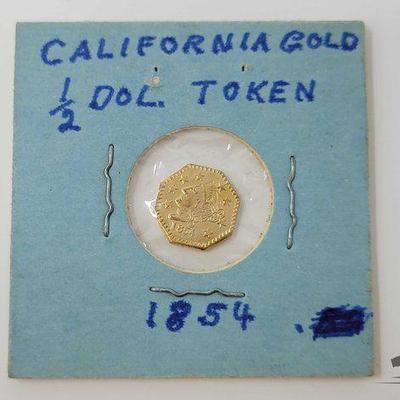 CALIFORNIA GOLD
1/2 DOL. TOKEN
1854